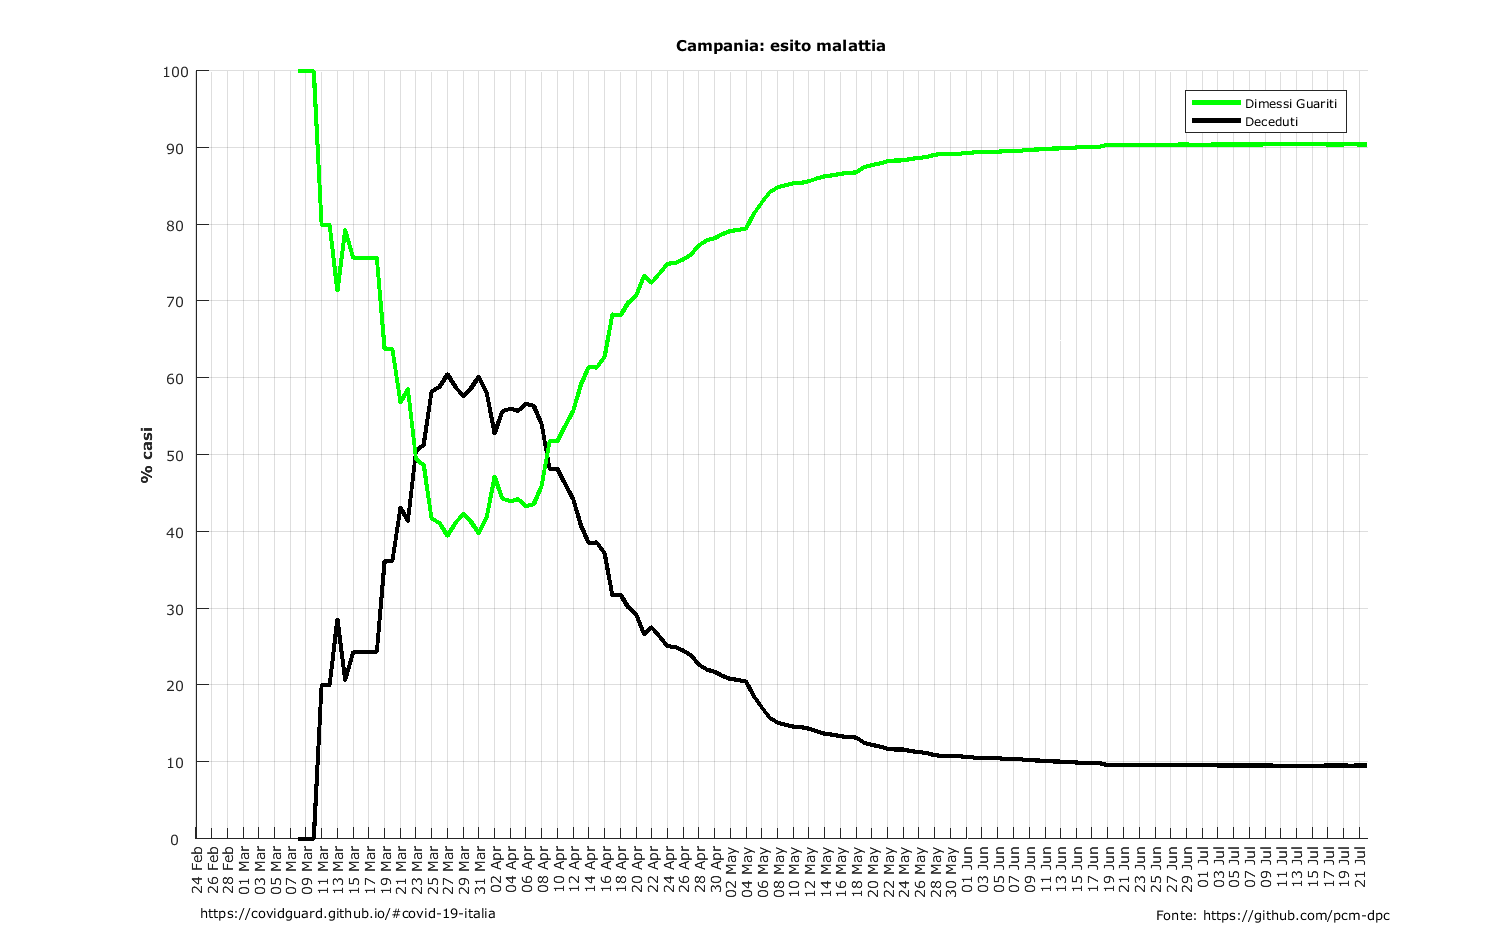 Campania: esito malattia
Dimessi Guariti
Deceduti
% casi
100
90
80
70
60
50
40
30
20
10
0
24 Feb
26 Feb
28 Feb
01 Mar
03 Mar
05 Mar
07 Mar
09 Mar
11 Mar
13 Mar
15 Mar
17 Mar
19 Mar
21 Mar
23 Mar
25 Mar
27 Mar
29 Mar
31 Mar
02 Apr
04 Apr
06 Apr
08 Apr
10 Apr
12 Apr
14 Apr
16 Apr
18 Apr
20 Apr
22 Apr
24 Apr
26 Apr
28 Apr
30 Apr
02 May
04 May
06 May
08 May
10 May
12 May
14 May
16 May
18 May
20 May
22 May
24 May
26 May
28 May
30 May
01 Jun
03 Jun
05 Jun
07 Jun
09 Jun
11 Jun
13 Jun
15 Jun
17 Jun
19 Jun
21 Jun
23 Jun
25 Jun
27 Jun
29 Jun
01 Jul
03 Jul
05 Jul
07 Jul
09 Jul
11 Jul
13 Jul
15 Jul
17 Jul
19 Jul
21 Jul
https://covidguard.github.io/#covid-19-italia
Fonte: https://github.com/pcm-dpc